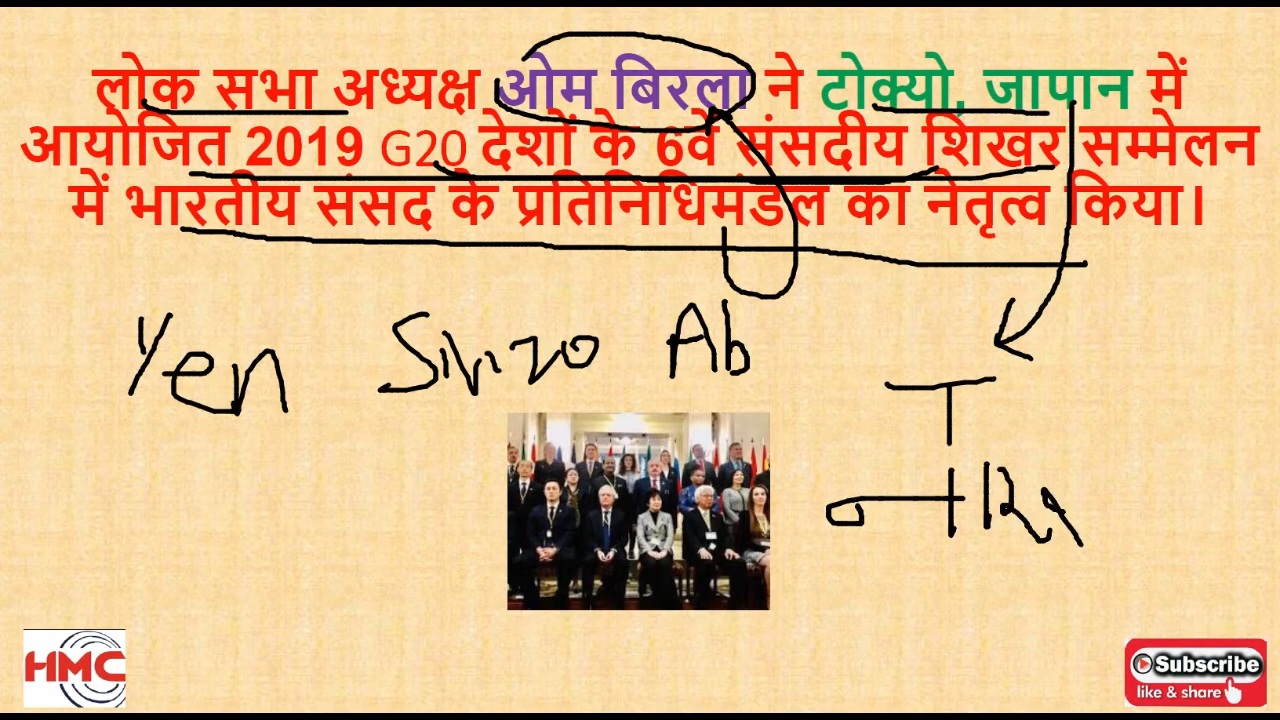 लोक सभा अध्यक्ष ओम बिरला ने टोक्यो, जापान में
आयोजित 2019 G20 देशों के 6वें संसदीय शिखर सम्मेलन
में भारतीय संसद के प्रतिनिधिमंडल का नेतृत्व किया।
Yen Sinzo Ab
T
HMC
Subscribe
like & share